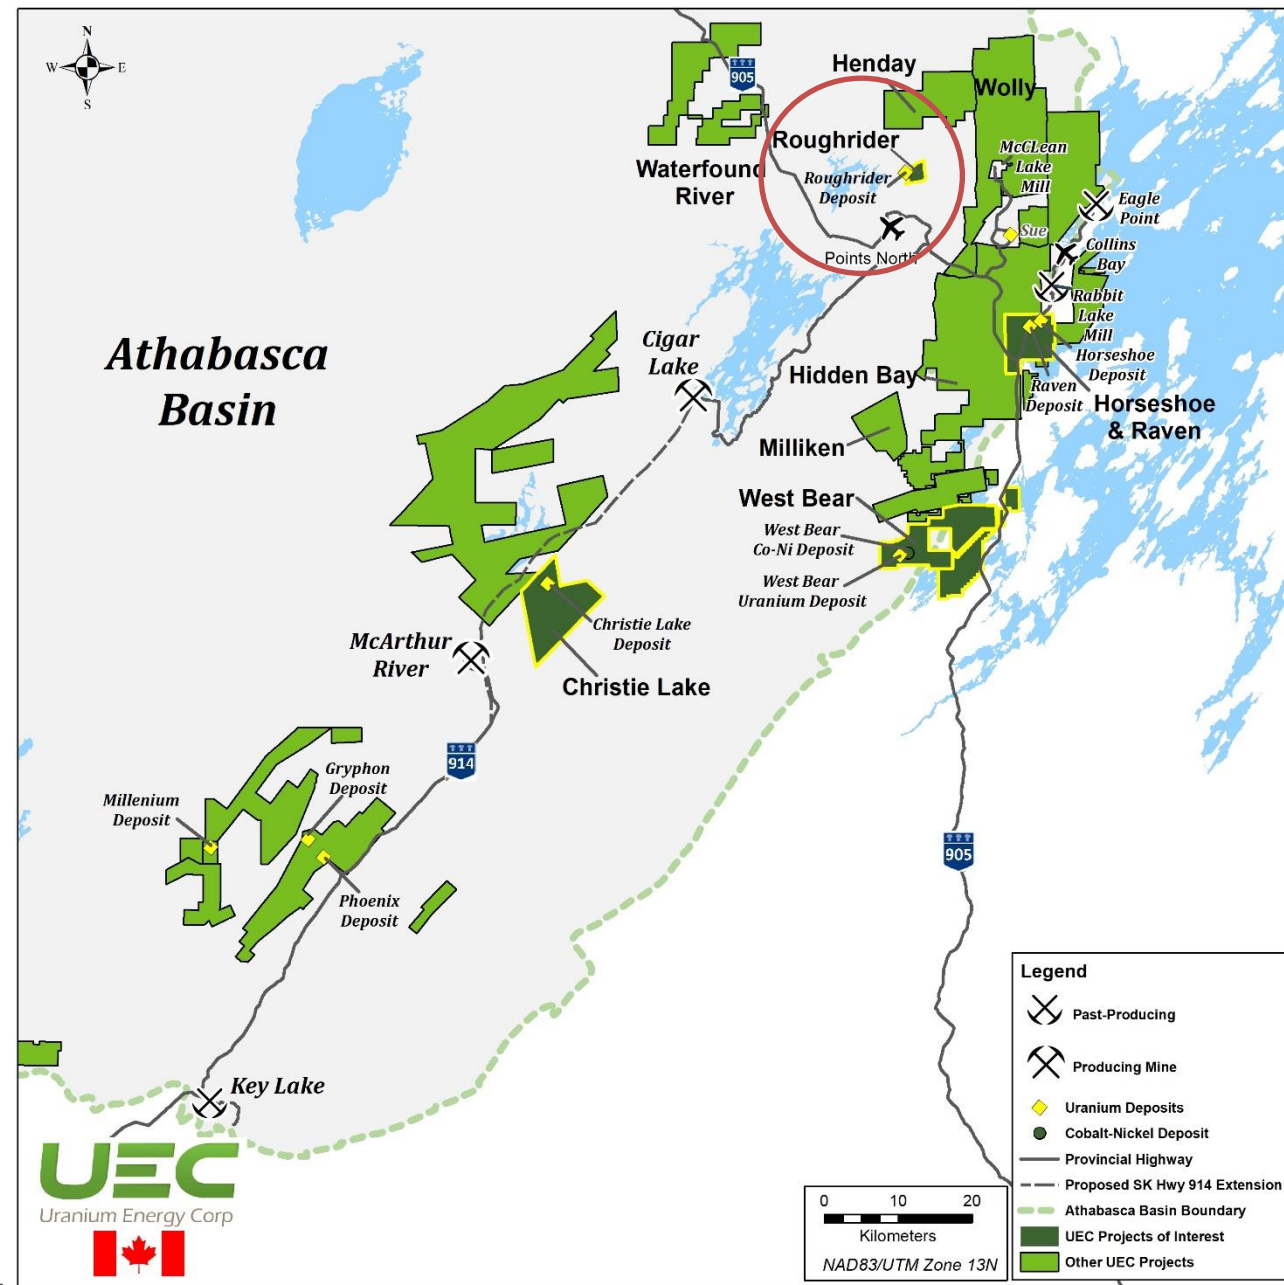 N
W
E
S
905
Henday
Wolly
Roughrider
Roughrider
Deposit
Waterfound
River
McCLean
Lake
Mill
Eagle
Point
Sue
Collins
Bay
Points North
Rabbit
Lake
Mill
Horseshoe
Deposit
Raven
Deposit
Horseshoe
& Raven
Athabasca
Basin
Cigar
Lake
Hidden Bay
Milliken
West Bear
West Bear
Co-Ni Deposit
West Bear
Uranium Deposit
Christie Lake
Deposit
McArthur
River
Christie Lake
914
Gryphon
Deposit
Millenium
Deposit
Phoenix
Deposit
905
Key Lake
UEC
Uranium Energy Corp
0 10 20
Kilometers
NAD83/UTM Zone 13N
Legend
Past-Producing
Producing Mine
Uranium Deposits
Cobalt-Nickel Deposit
Provincial Highway
Proposed SK Hwy 914 Extension
Athabasca Basin Boundary
UEC Projects of Interest
Other UEC Projects